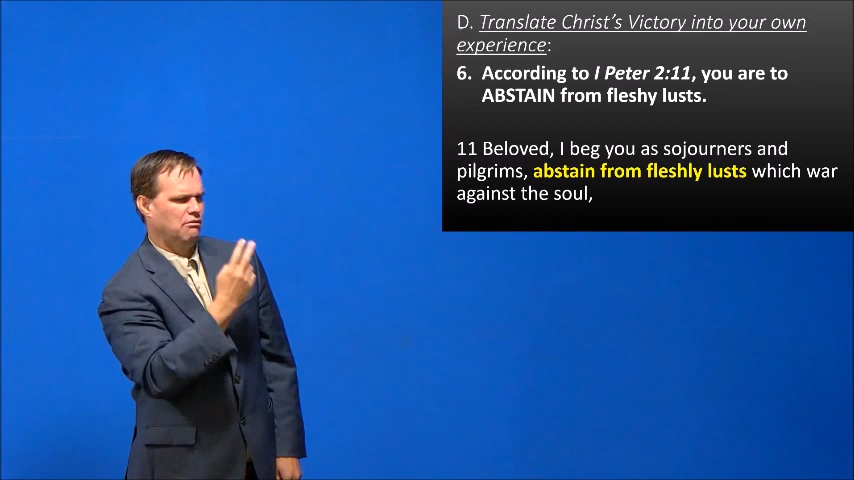 D. Translate Christ's Victory into your own
experience:
6. According to I Peter 2:11, you are to
ABSTAIN from fleshy lusts.
11 Beloved, I beg you as sojourners and
pilgrims, abstain from fleshly lusts which war
against the soul,